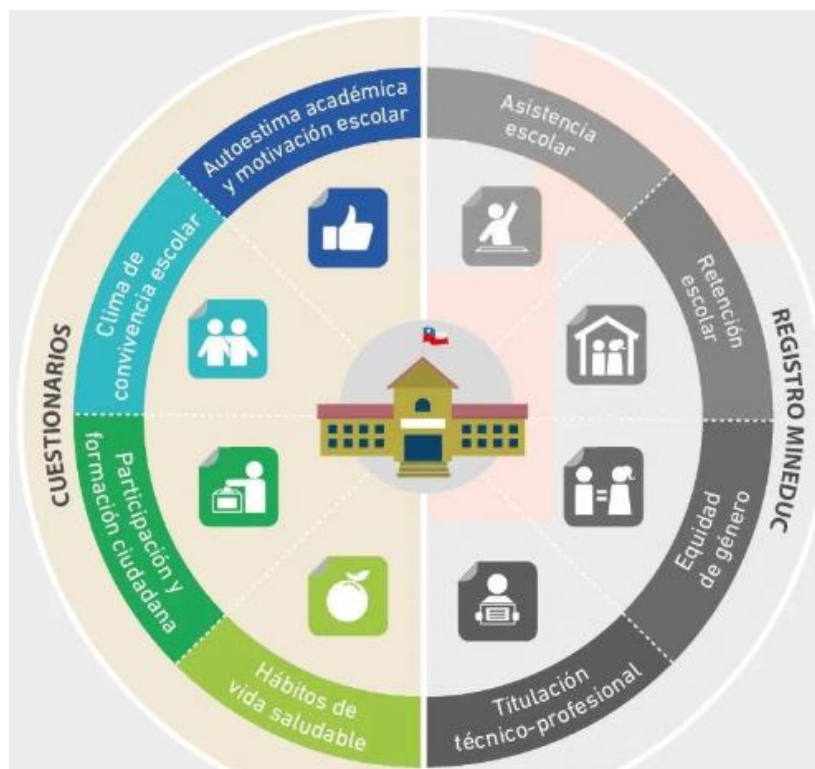 Autoestima académica
y motivación escolar
Asistencia
escolar
Clima de
convivencia escolar
Retención
escolar
CUESTIONARIOS
REGISTRO MINEDUC
Participación y
formación ciudadana
Equidad
de género
Hábitos de
vida saludable
Titulación
técnico-profesional